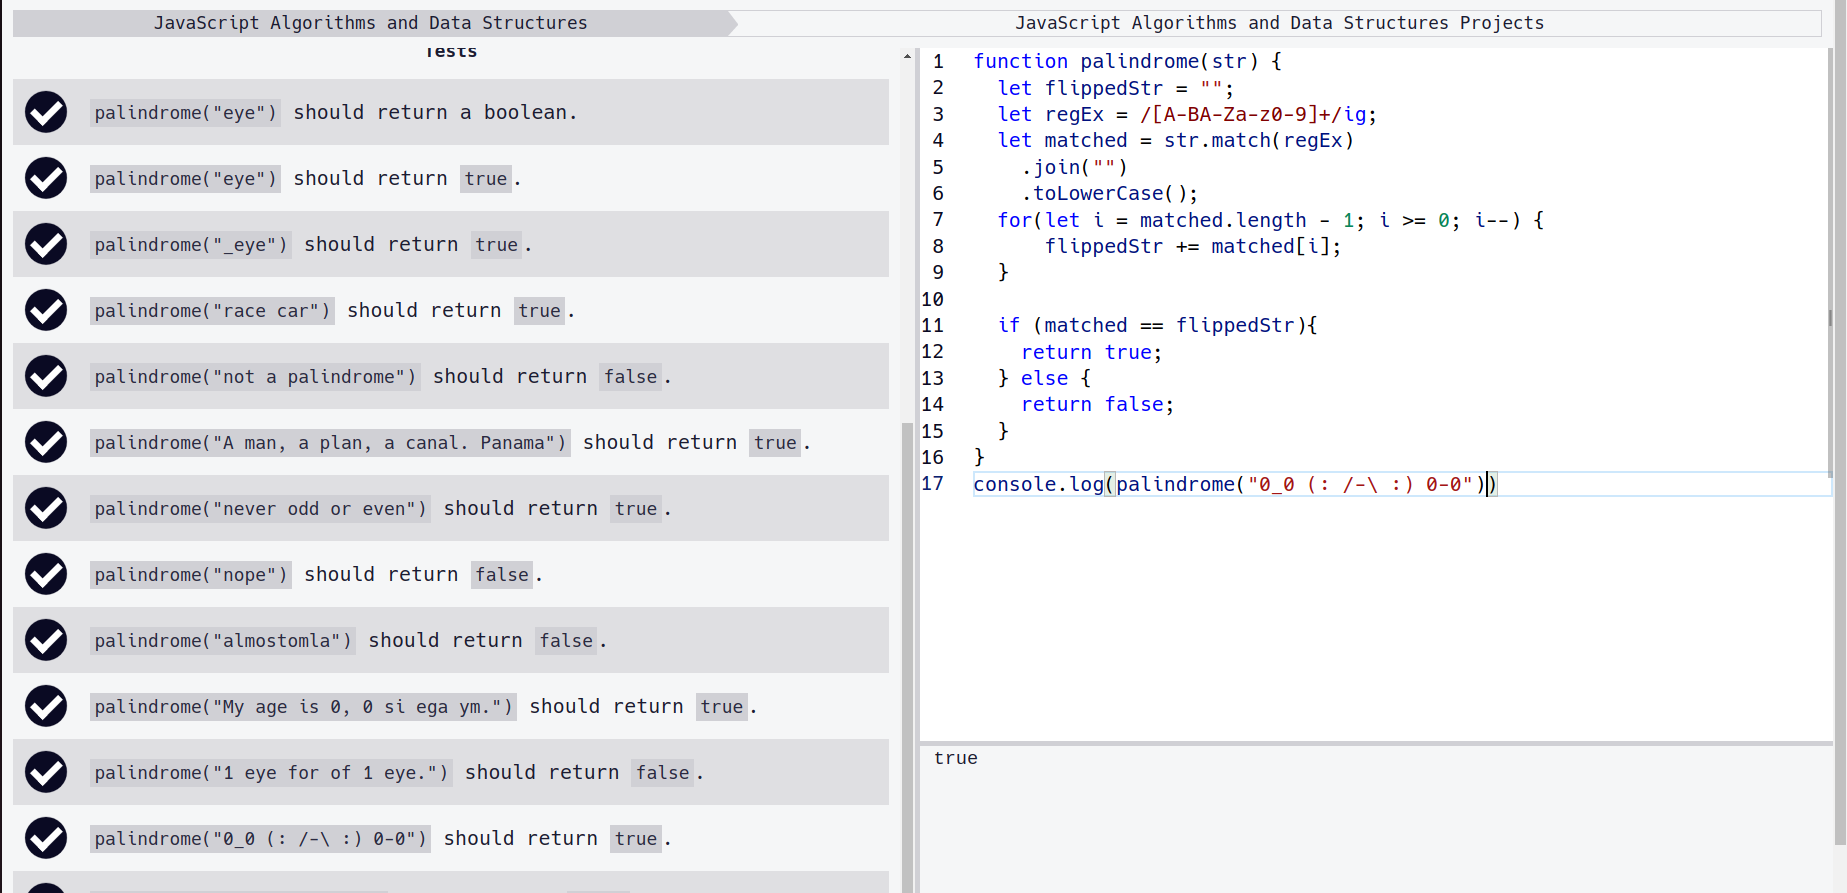 JavaScript Algorithms and Data Structures
JavaScript Algorithms and Data Structures Projects
Tests
palindrome("eye") should return a boolean.
palindrome("eye") should return true.
palindrome("_eye") should return true.
palindrome("race car") should return true.
palindrome("not a palindrome") should return false.
palindrome("A man, a plan, a canal. Panama") should return true.
palindrome("never odd or even") should return true.
palindrome("nope") should return false.
palindrome("almostomla") should return false.
palindrome("My age is 0, 0 si ega ym.") should return true.
palindrome("1 eye for of 1 eye.") should return false.
palindrome("0_0 (: /-\ :) 0-0") should return true.
1 function palindrome(str) {
2   let flippedStr = "";
3   let regEx = /[A-BA-Za-z0-9]+/ig;
4   let matched = str.match(regEx)
5     .join("")
6     .toLowerCase();
7   for(let i = matched.length - 1; i >= 0; i--) {
8       flippedStr += matched[i];
9   }
10
11   if (matched == flippedStr){
12     return true;
13   } else {
14     return false;
15   }
16 }
17 console.log(palindrome("0_0 (: /-\ :) 0-0"))
true